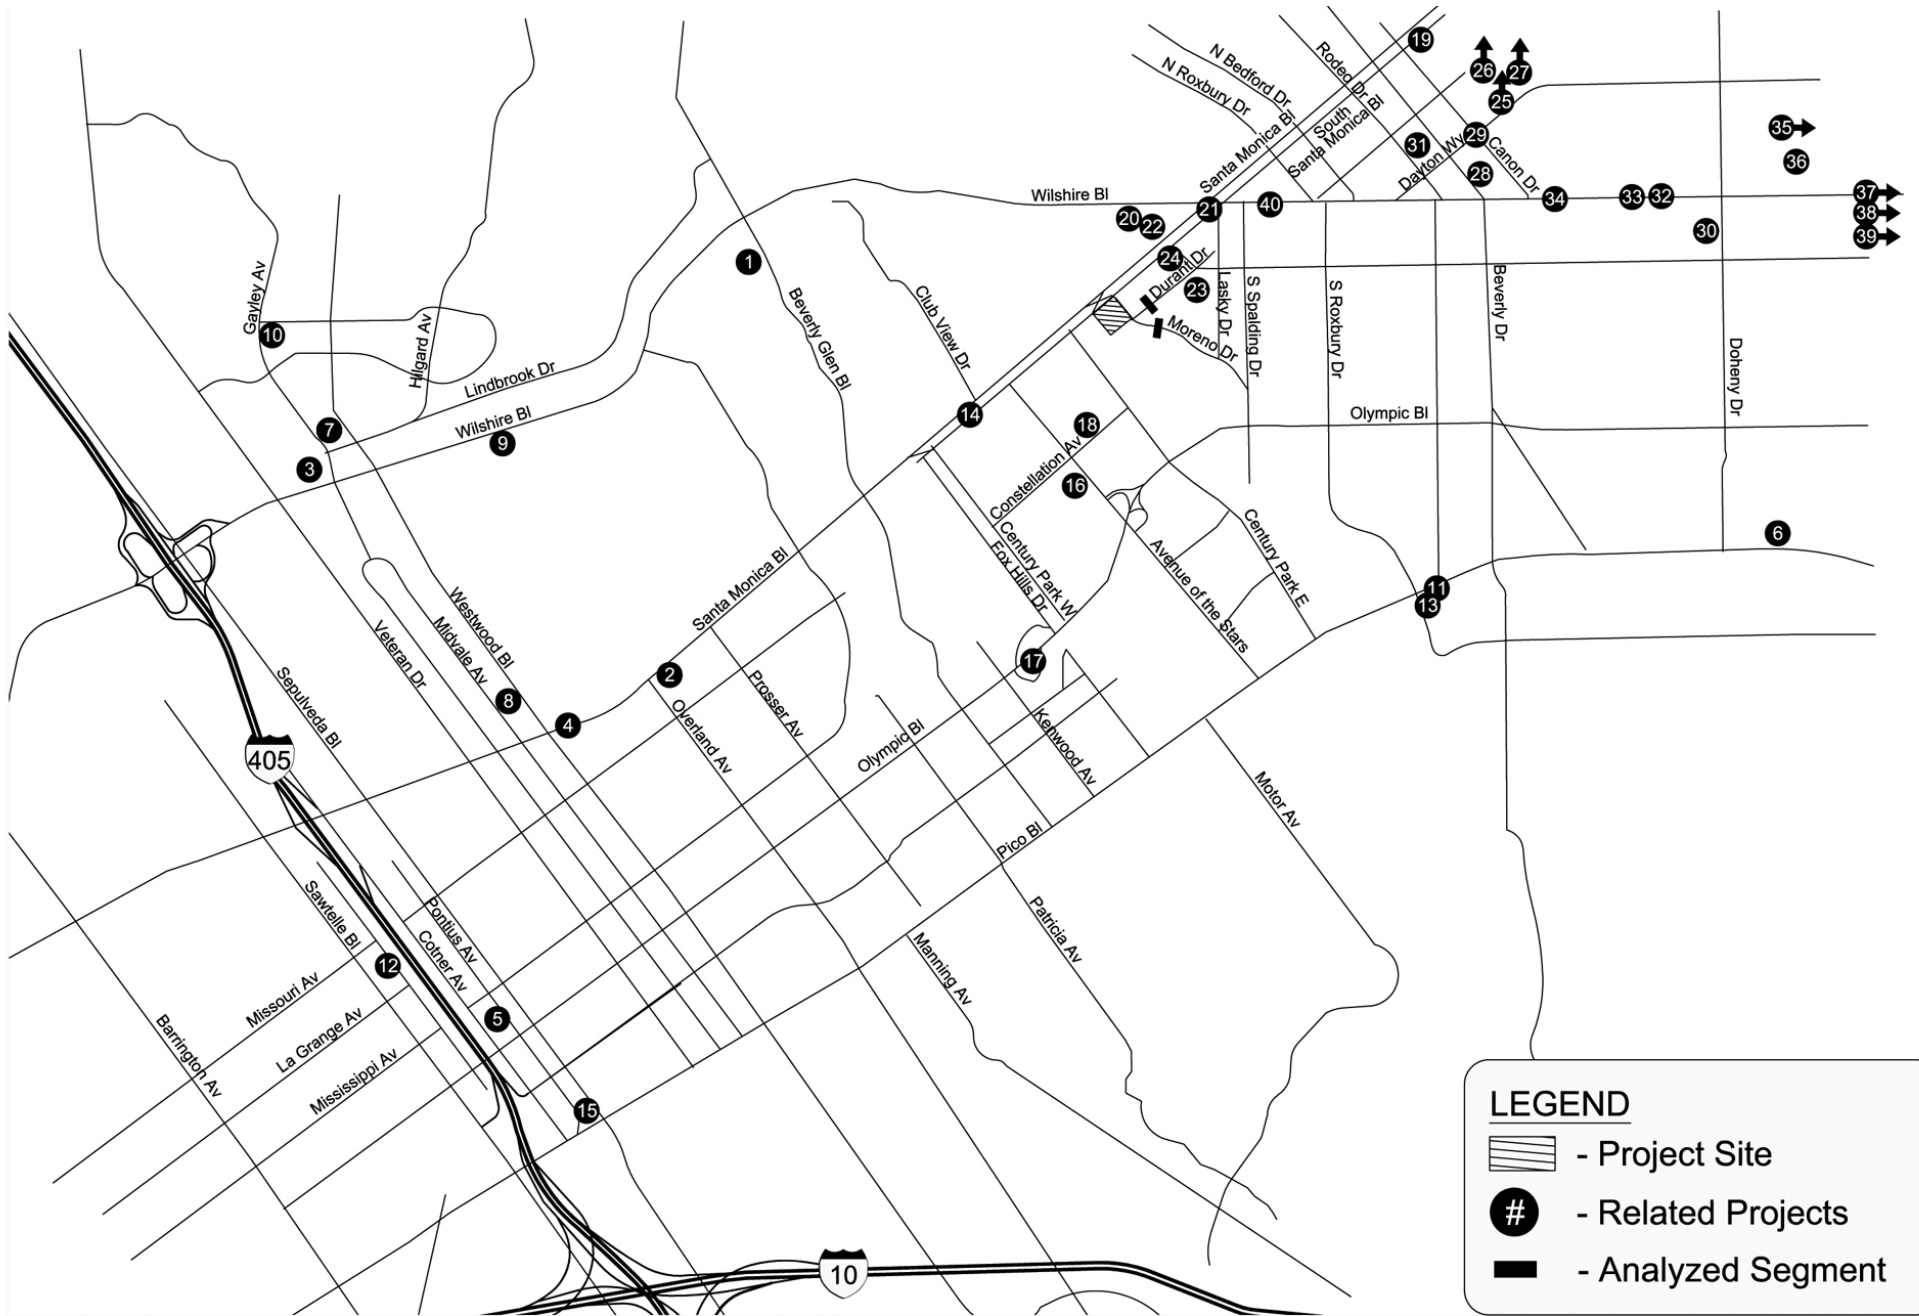 19
26
27
25
N Bedford Dr
N Roxbury Dr
Rodeo Dr
Bl
Santa Monica Bl
South
Santa Monica Bl
31
29
35
36
Dayton Wy
28
Canon Dr
Wilshire Bl
20
22
21
40
34
33
32
37
38
39
30
1
24
Durant Dr
23
Moreno Dr
Lasky Dr
S Spalding Dr
S Roxbury Dr
Beverly Dr
Doheny Dr
Gayley Av
10
Hilgard Av
Lindbrook Dr
Wilshire Bl
7
3
9
Beverly Glen Bl
Club View Dr
14
Olympic Bl
18
Constellation Av
16
Century Park W
Fox Hills Dr
Avenue of the Stars
Century Park E
6
11
13
Santa Monica Bl
Westwood Bl
Midvale Av
Veteran Dr
Sepulveda Bl
8
4
2
Prosser Av
Overland Av
17
Kenwood Av
Olympic Bl
Motor Av
405
Pico Bl
Sawtelle Bl
Pontius Av
Cotner Av
Patricia Av
Manning Av
12
5
Missouri Av
La Grange Av
Mississippi Av
Barrington Av
15
10
LEGEND
- Project Site
# - Related Projects
- Analyzed Segment